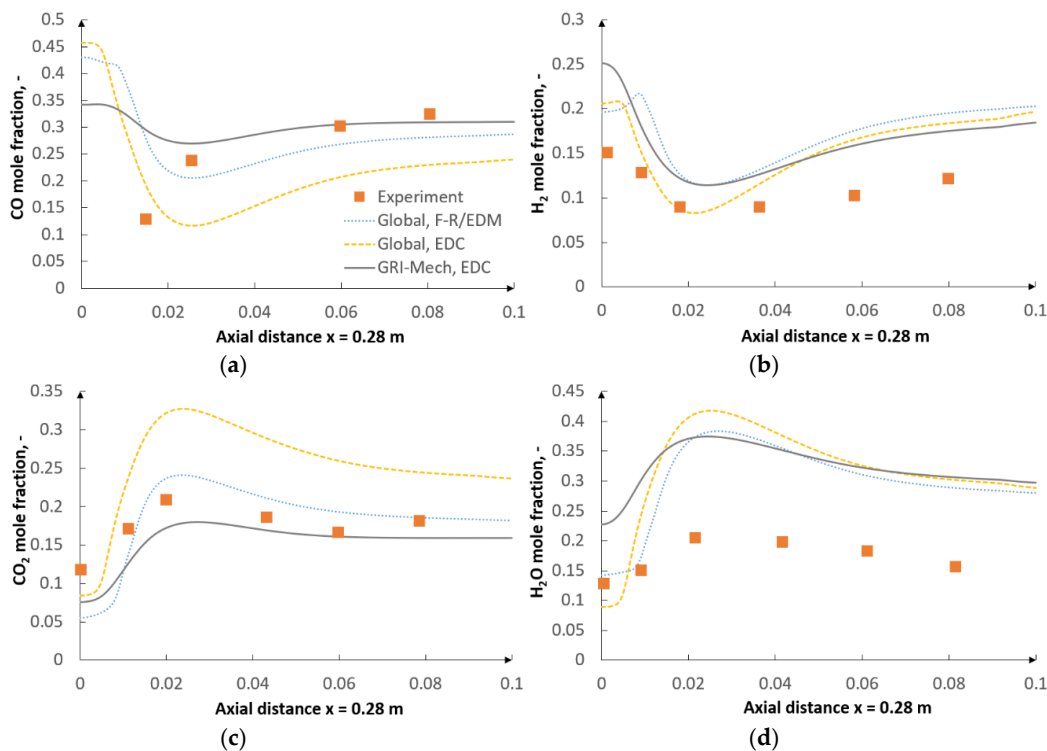 CO mole fraction, -
0.5
0.45
0.4
0.35
0.3
0.25
0.2
0.15
0.1
0.05
0
Experiment
Global, F-R/EDM
Global, EDC
GRI-Mech, EDC
0 0.02 0.04 0.06 0.08 0.1
Axial distance x = 0.28 m
(a)
H₂ mole fraction, -
0.3
0.25
0.2
0.15
0.1
0.05
0
0 0.02 0.04 0.06 0.08 0.1
Axial distance x = 0.28 m
(b)
CO₂ mole fraction, -
0.35
0.3
0.25
0.2
0.15
0.1
0.05
0
0 0.02 0.04 0.06 0.08 0.1
Axial distance x = 0.28 m
(c)
H₂O mole fraction, -
0.45
0.4
0.35
0.3
0.25
0.2
0.15
0.1
0.05
0
0 0.02 0.04 0.06 0.08 0.1
Axial distance x = 0.28 m
(d)